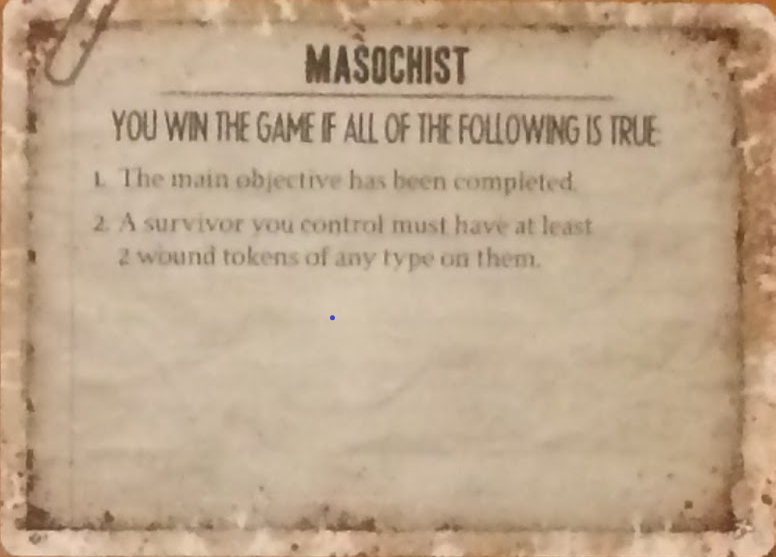 MASOCHIST
YOU WIN THE GAME IF ALL OF THE FOLLOWING IS TRUE:
1. The main objective has been completed.
2. A survivor you control must have at least
2 wound tokens of any type on them.